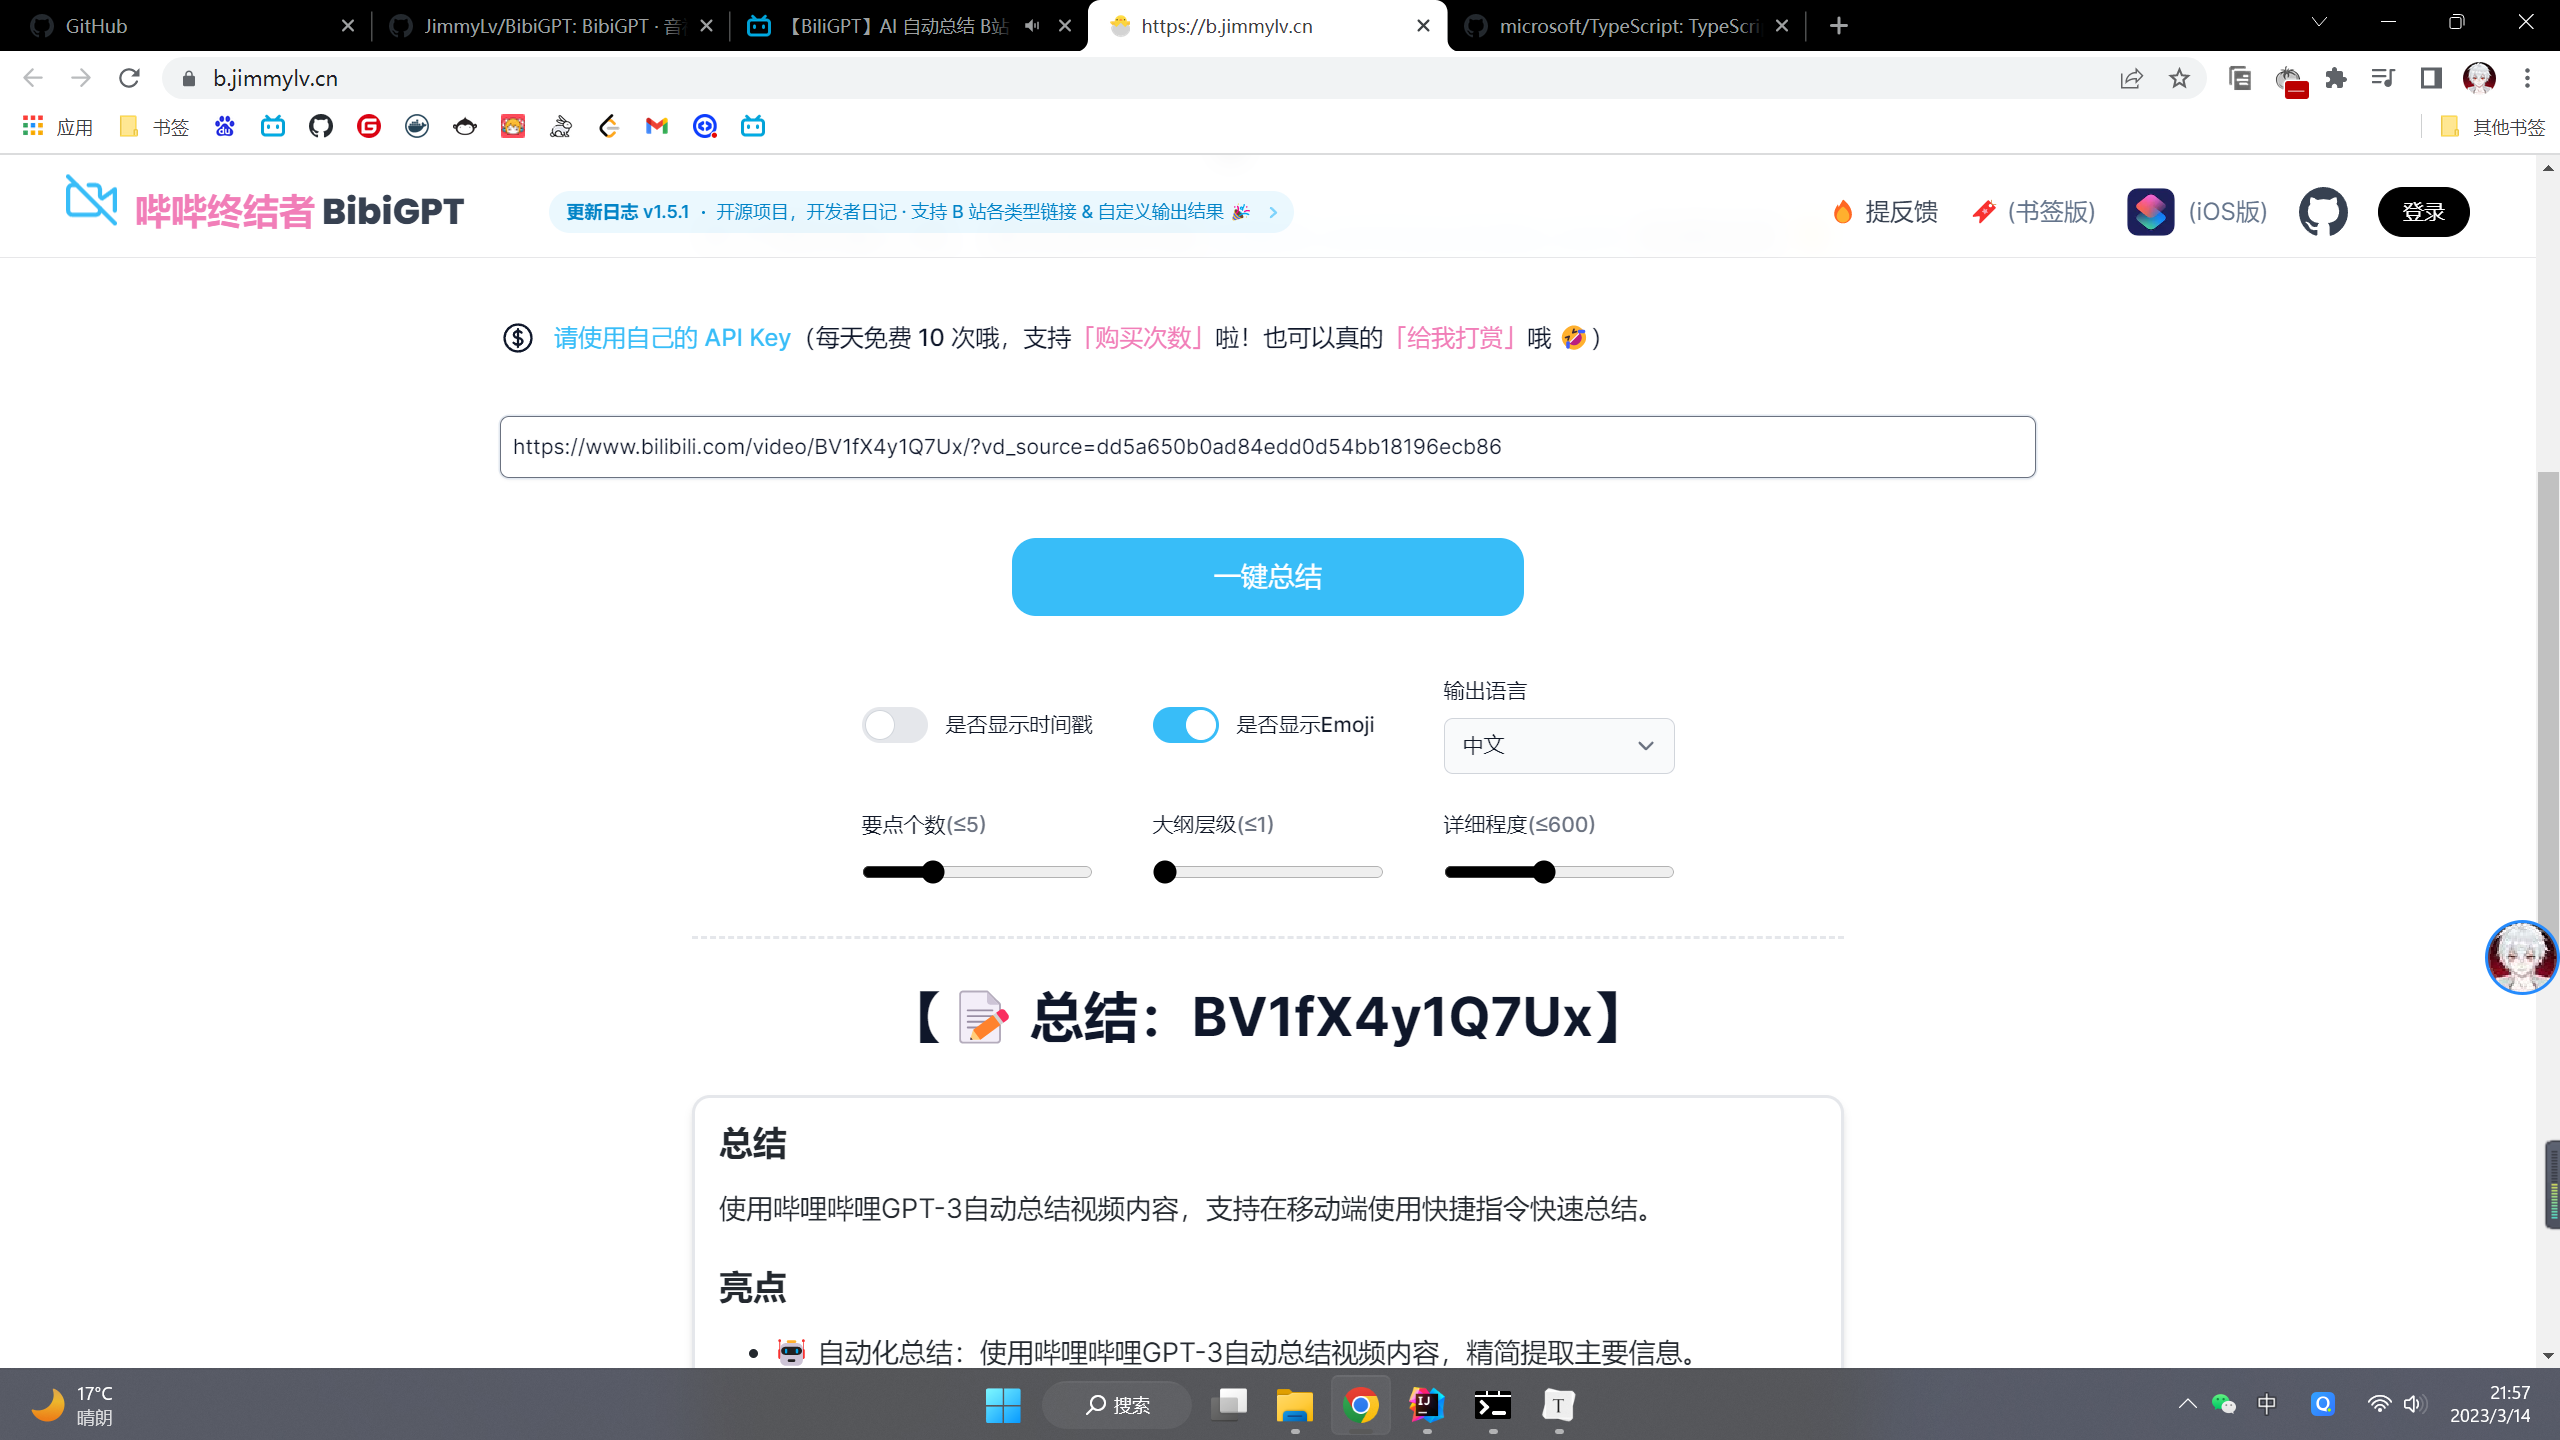 GitHub
JimmyLv/BibiGPT: BibiGPT · 音
【BiliGPT】AI 自动总结 B站
https://b.jimmylv.cn
microsoft/TypeScript: TypeScri
b.jimmylv.cn
应用
书签
其他书签
哔哔终结者 BibiGPT
更新日志 v1.5.1 · 开源项目，开发者日记 · 支持 B 站各类型链接 & 自定义输出结果 🎉
提反馈
(书签版)
(iOS版)
登录
请使用自己的 API Key（每天免费 10 次哦，支持「购买次数」啦！也可以真的「给我打赏」哦 🤣）
https://www.bilibili.com/video/BV1fX4y1Q7Ux/?vd_source=dd5a650b0ad84edd0d54bb18196ecb86
一键总结
是否显示时间戳
是否显示Emoji
输出语言
中文
要点个数(≤5)
大纲层级(≤1)
详细程度(≤600)
【📝 总结：BV1fX4y1Q7Ux】
总结
使用哔哩哔哩GPT-3自动总结视频内容，支持在移动端使用快捷指令快速总结。
亮点
• 🤖 自动化总结：使用哔哩哔哩GPT-3自动总结视频内容，精简提取主要信息。
17°C
晴朗
搜索
中
21:57
2023/3/14